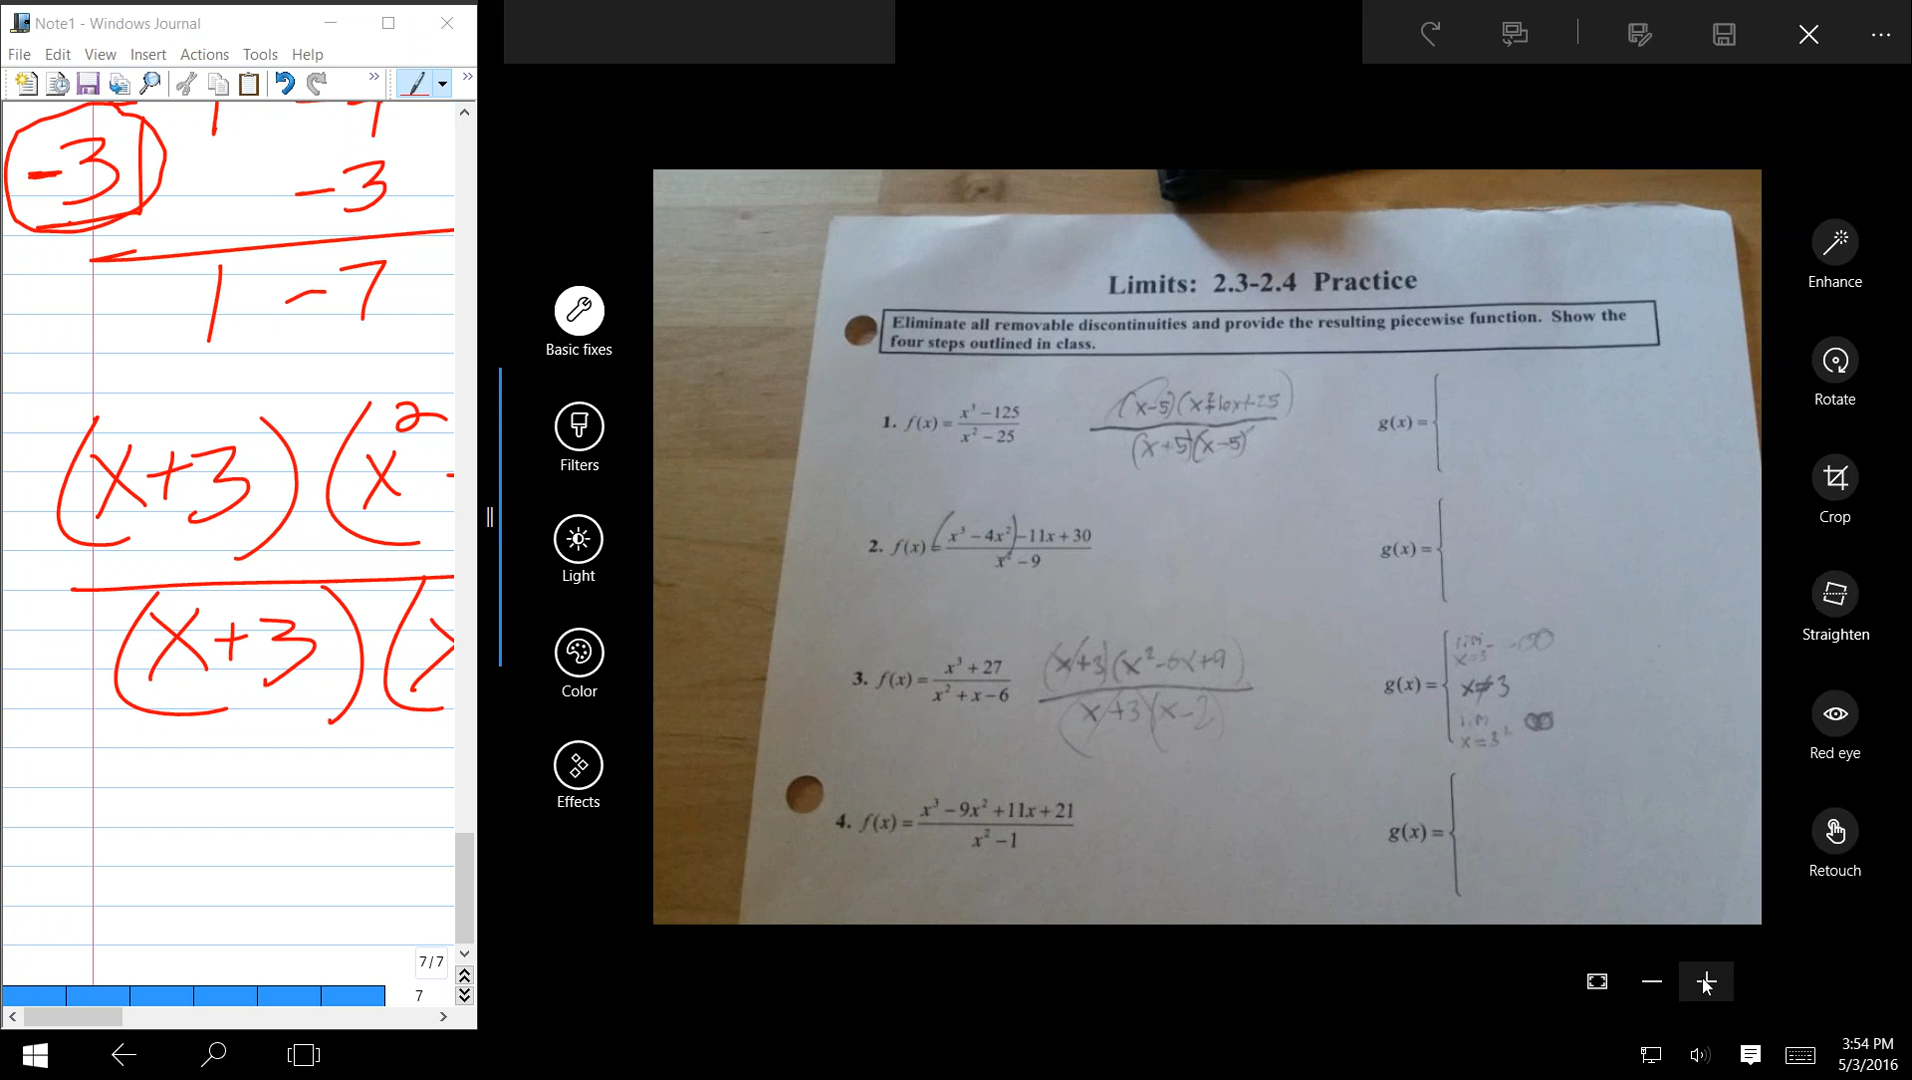 Note1 - Windows Journal
File Edit View Insert Actions Tools Help
-3
-3
1 -7
(x+3)(x²
(x+3)(x
7/7
7
Basic fixes
Filters
Light
Color
Effects
Limits: 2.3-2.4 Practice
Eliminate all removable discontinuities and provide the resulting piecewise function. Show the
four steps outlined in class.
1. f(x) = (x³ − 125)/(x² − 25)
(x-5)(x²+10x+25)
(x+5)(x-5)
g(x) = {
2. f(x) = (x³ − 4x²) − 11x + 30
x² − 9
g(x) = {
3. f(x) = (x³ + 27)/(x² + x − 6)
(x+3)(x²-6x+9)
(x+3)(x-2)
g(x) = {
lim -∞
x=3⁻
x≠3
lim
x=3
4. f(x) = (x³ − 9x² + 11x + 21)/(x² − 1)
g(x) = {
Enhance
Rotate
Crop
Straighten
Red eye
Retouch
3:54 PM
5/3/2016